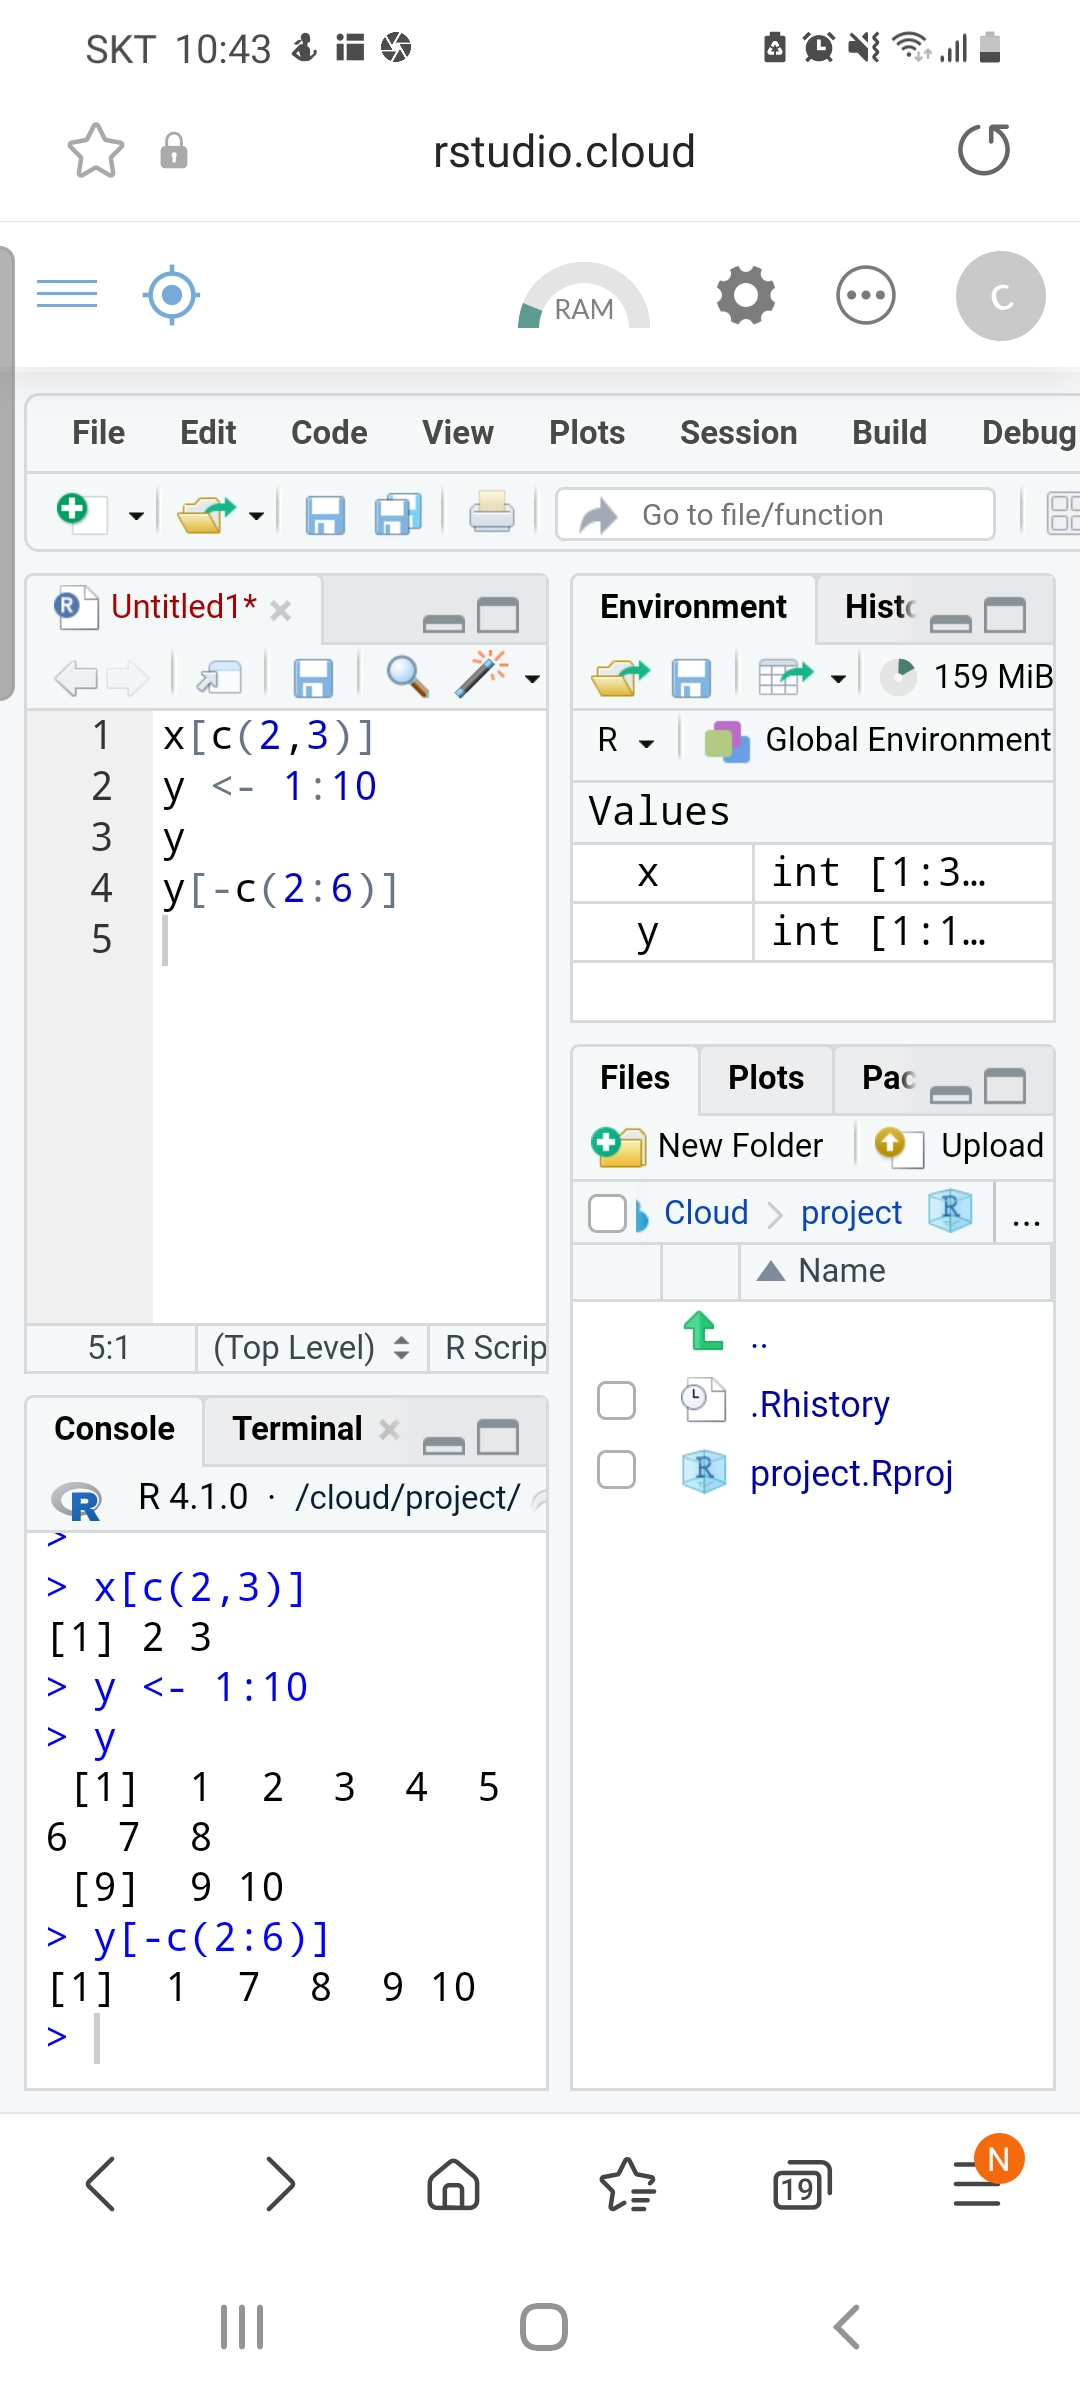 SKT 10:43
rstudio.cloud
RAM
C
File Edit Code View Plots Session Build Debug
Go to file/function
Untitled1*
1 x[c(2,3)]
2 y <- 1:10
3 y
4 y[-c(2:6)]
5
5:1 (Top Level) R Scrip
Console Terminal
R 4.1.0 · /cloud/project/
>
> x[c(2,3)]
[1] 2 3
> y <- 1:10
> y
[1] 1 2 3 4 5
6 7 8
[9] 9 10
> y[-c(2:6)]
[1] 1 7 8 9 10
>
Environment Histo
159 MiB
R Global Environment
Values
x int [1:3…
y int [1:1…
Files Plots Pac
New Folder Upload
Cloud project R ...
Name
..
.Rhistory
project.Rproj
19
N